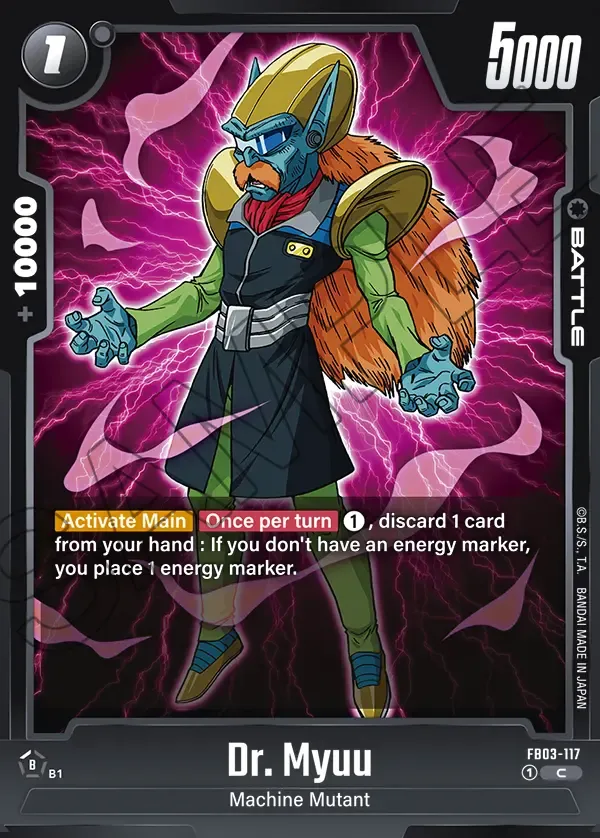 1
5000
+ 10000
BATTLE
SAMPLE
Activate Main Once per turn 1 , discard 1 card
from your hand : If you don't have an energy marker,
you place 1 energy marker.
©B.S./S., T.A. BANDAI MADE IN JAPAN
B
B1
Dr. Myuu
FB03-117
1 C
Machine Mutant